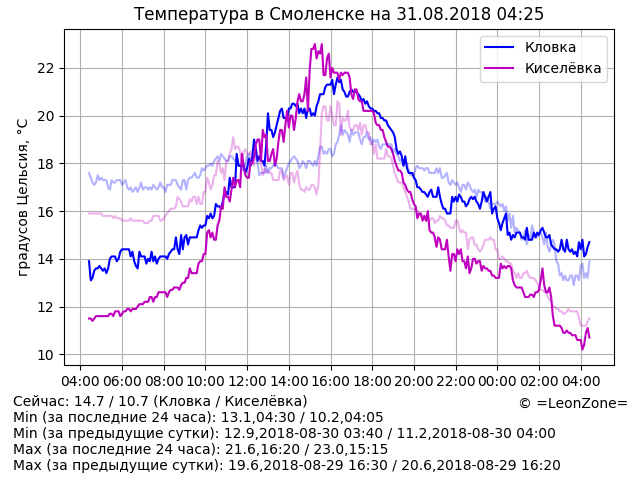 Температура в Смоленске на 31.08.2018 04:25
Кловка
Киселёвка
градусов Цельсия, °C
22
20
18
16
14
12
10
04:00 06:00 08:00 10:00 12:00 14:00 16:00 18:00 20:00 22:00 00:00 02:00 04:00
Сейчас: 14.7 / 10.7 (Кловка / Киселёвка)
© =LeonZone=
Min (за последние 24 часа): 13.1,04:30 / 10.2,04:05
Min (за предыдущие сутки): 12.9,2018-08-30 03:40 / 11.2,2018-08-30 04:00
Max (за последние 24 часа): 21.6,16:20 / 23.0,15:15
Max (за предыдущие сутки): 19.6,2018-08-29 16:30 / 20.6,2018-08-29 16:20